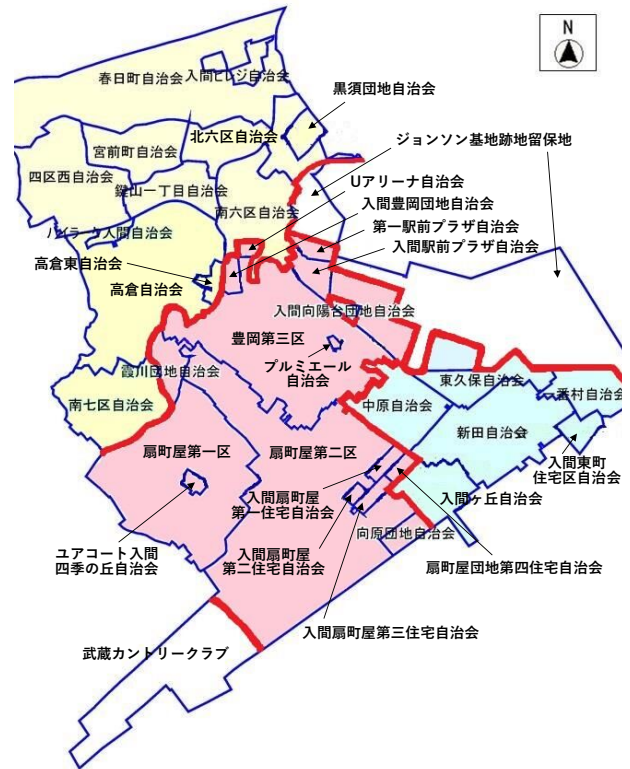 N
春日町自治会
入間ビレジ自治会
黒須団地自治会
北六区自治会
ジョンソン基地跡地留保地
宮前町自治会
四区西自治会
鍵山一丁目自治会
Uアリーナ自治会
入間豊岡団地自治会
南六区自治会
第一駅前プラザ自治会
ハイラーク入間自治会
入間駅前プラザ自治会
高倉東自治会
高倉自治会
入間向陽台団地自治会
豊岡第三区
プルミエール
自治会
霞川団地自治会
東久保自治会
南七区自治会
中原自治会
番村自治会
新田自治会
扇町屋第一区
扇町屋第二区
入間東町
住宅区自治会
入間扇町屋
第一住宅自治会
入間ヶ丘自治会
ユアコート入間
四季の丘自治会
入間扇町屋
第二住宅自治会
向原団地自治会
扇町屋団地第四住宅自治会
入間扇町屋第三住宅自治会
武蔵カントリークラブ